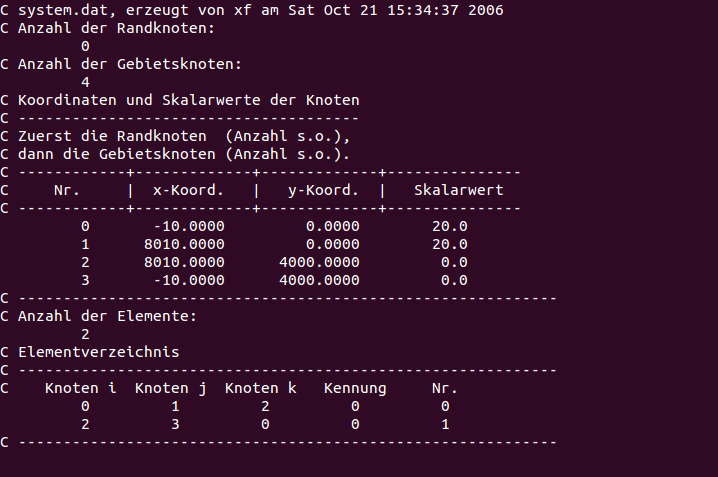 C system.dat, erzeugt von xf am Sat Oct 21 15:34:37 2006
C Anzahl der Randknoten:
         0
C Anzahl der Gebietsknoten:
         4
C Koordinaten und Skalarwerte der Knoten
C --------------------------------------
C Zuerst die Randknoten  (Anzahl s.o.),
C dann die Gebietsknoten (Anzahl s.o.).
C ------------+-------------+-------------+---------------
C     Nr.     |  x-Koord.   |   y-Koord.  |   Skalarwert
C ------------+-------------+-------------+---------------
         0       -10.0000         0.0000        20.0
         1      8010.0000         0.0000        20.0
         2      8010.0000      4000.0000         0.0
         3       -10.0000      4000.0000         0.0
C ------------------------------------------------------------
C Anzahl der Elemente:
         2
C Elementverzeichnis
C ------------------------------------------------------------
C    Knoten i  Knoten j  Knoten k   Kennung     Nr.
         0         1         2         0         0
         2         3         0         0         1
C ------------------------------------------------------------